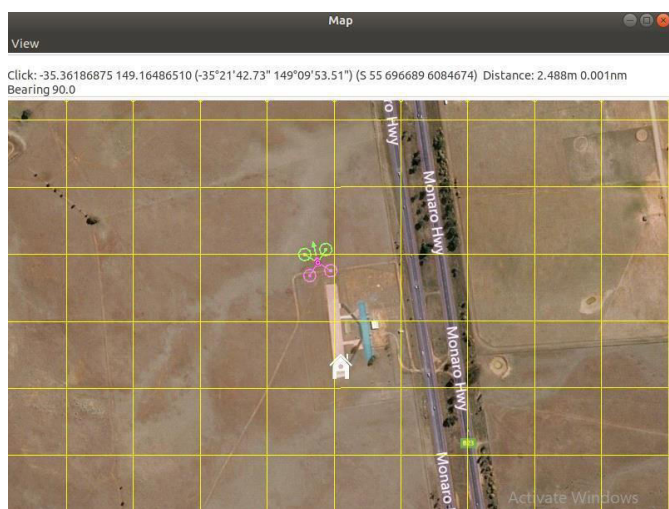 Map
View
Click: -35.36186875 149.16486510 (-35°21'42.73" 149°09'53.51") (S 55 696689 6084674) Distance: 2.488m 0.001nm
Bearing 90.0
Monaro Hwy
Monaro Hwy
Monaro Hwy
Monaro
Activate Windows